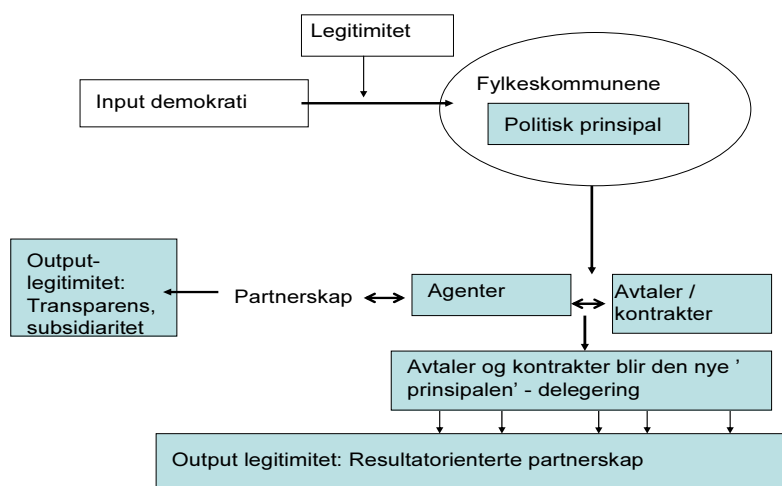 Legitimitet
Input demokrati
Fylkeskommunene
Politisk prinsipal
Output-
legitimitet:
Transparens,
subsidiaritet
Partnerskap
Agenter
Avtaler /
kontrakter
Avtaler og kontrakter blir den nye ’
prinsipalen’ - delegering
Output legitimitet: Resultatorienterte partnerskap